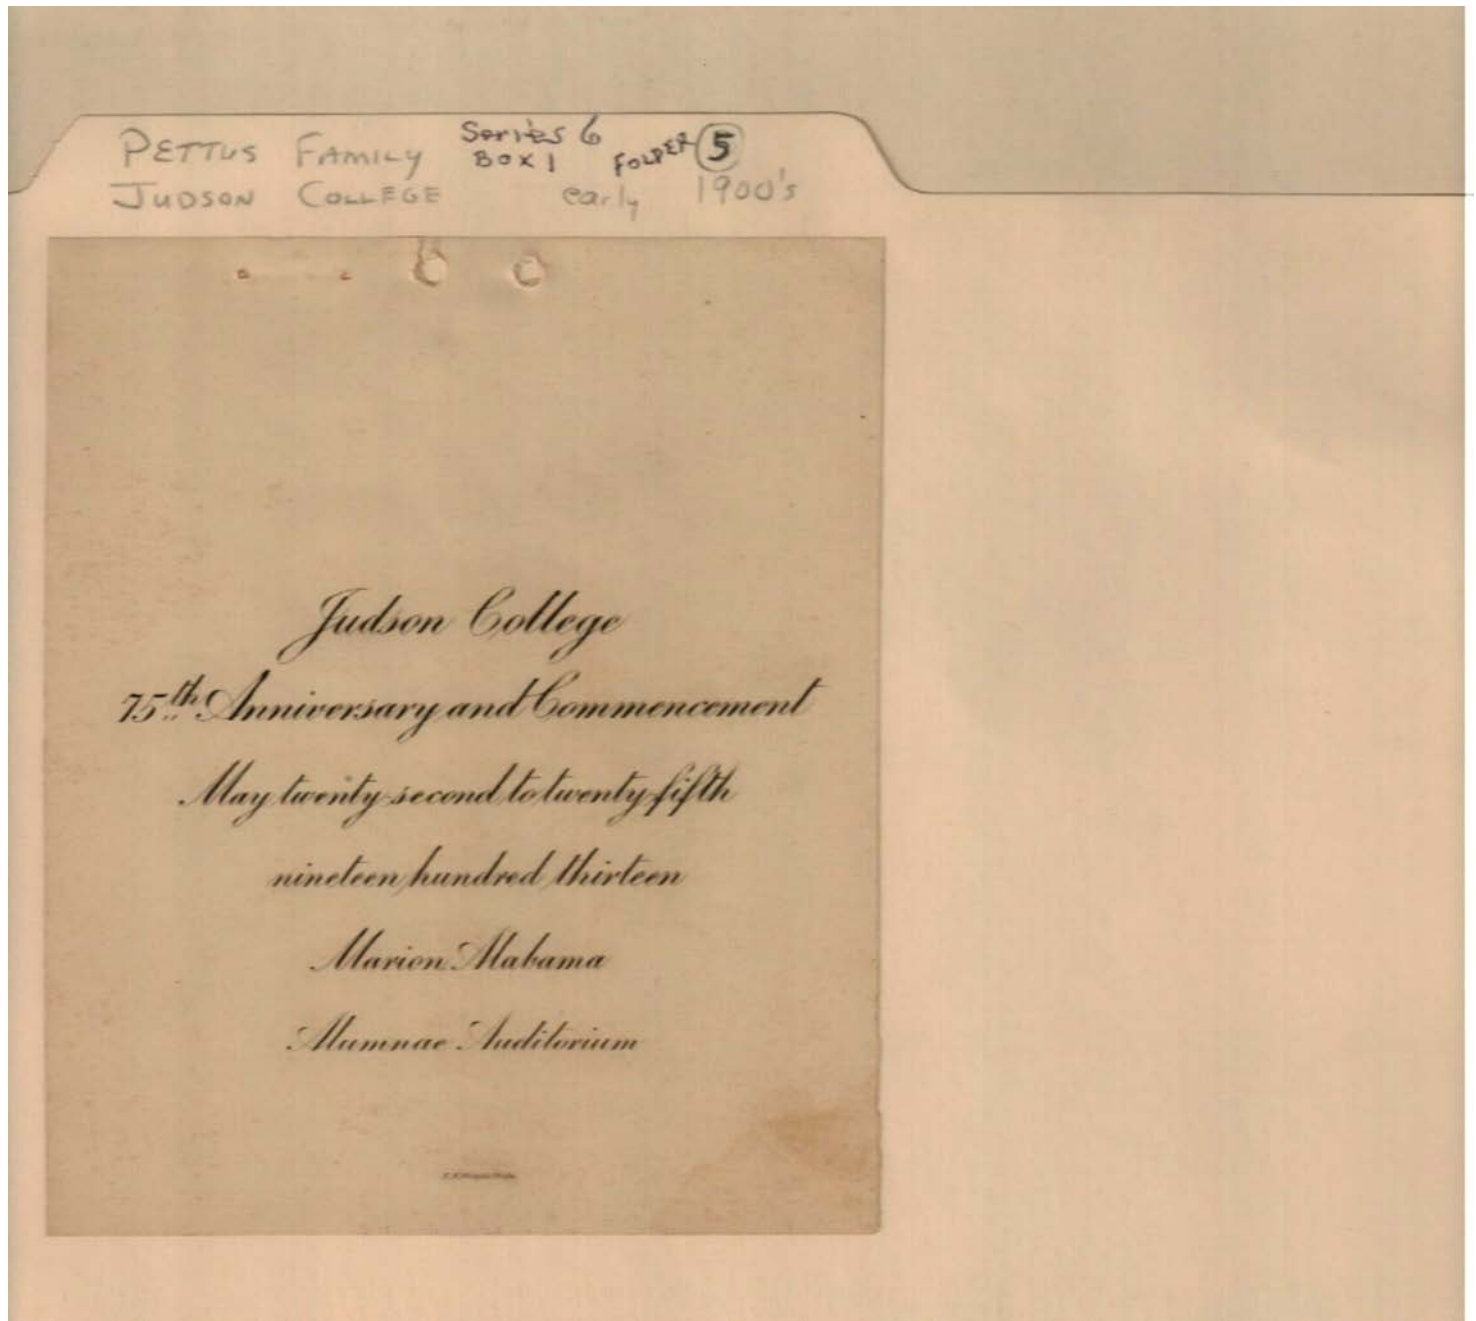 PETTUS FAMILY Series 6 BOX 1 FOLDER 5
JUDSON COLLEGE early 1900's
Judson College
75th Anniversary and Commencement
May twenty-second to twenty-fifth
nineteen hundred thirteen
Marion Alabama
Alumnae Auditorium